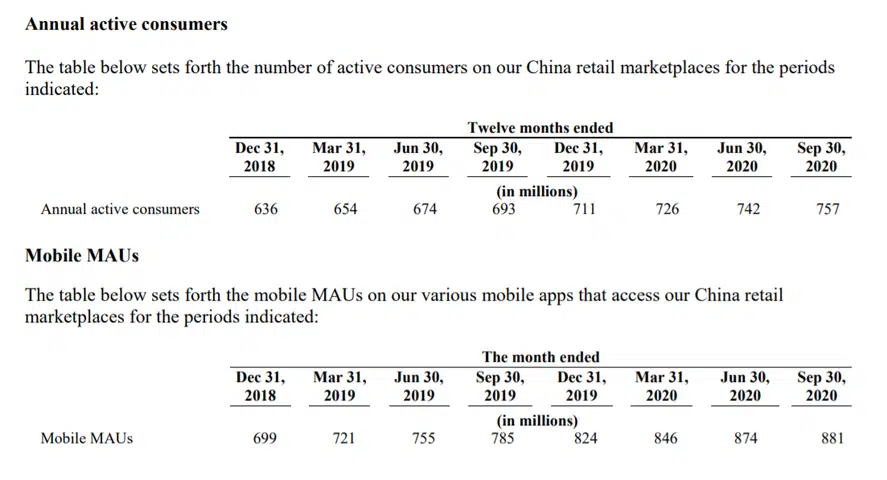 Annual active consumers
The table below sets forth the number of active consumers on our China retail marketplaces for the periods
indicated:
Twelve months ended
Dec 31, Mar 31, Jun 30, Sep 30, Dec 31, Mar 31, Jun 30, Sep 30,
2018 2019 2019 2019 2019 2020 2020 2020
(in millions)
Annual active consumers 636 654 674 693 711 726 742 757
Mobile MAUs
The table below sets forth the mobile MAUs on our various mobile apps that access our China retail
marketplaces for the periods indicated:
The month ended
Dec 31, Mar 31, Jun 30, Sep 30, Dec 31, Mar 31, Jun 30, Sep 30,
2018 2019 2019 2019 2019 2020 2020 2020
(in millions)
Mobile MAUs 699 721 755 785 824 846 874 881